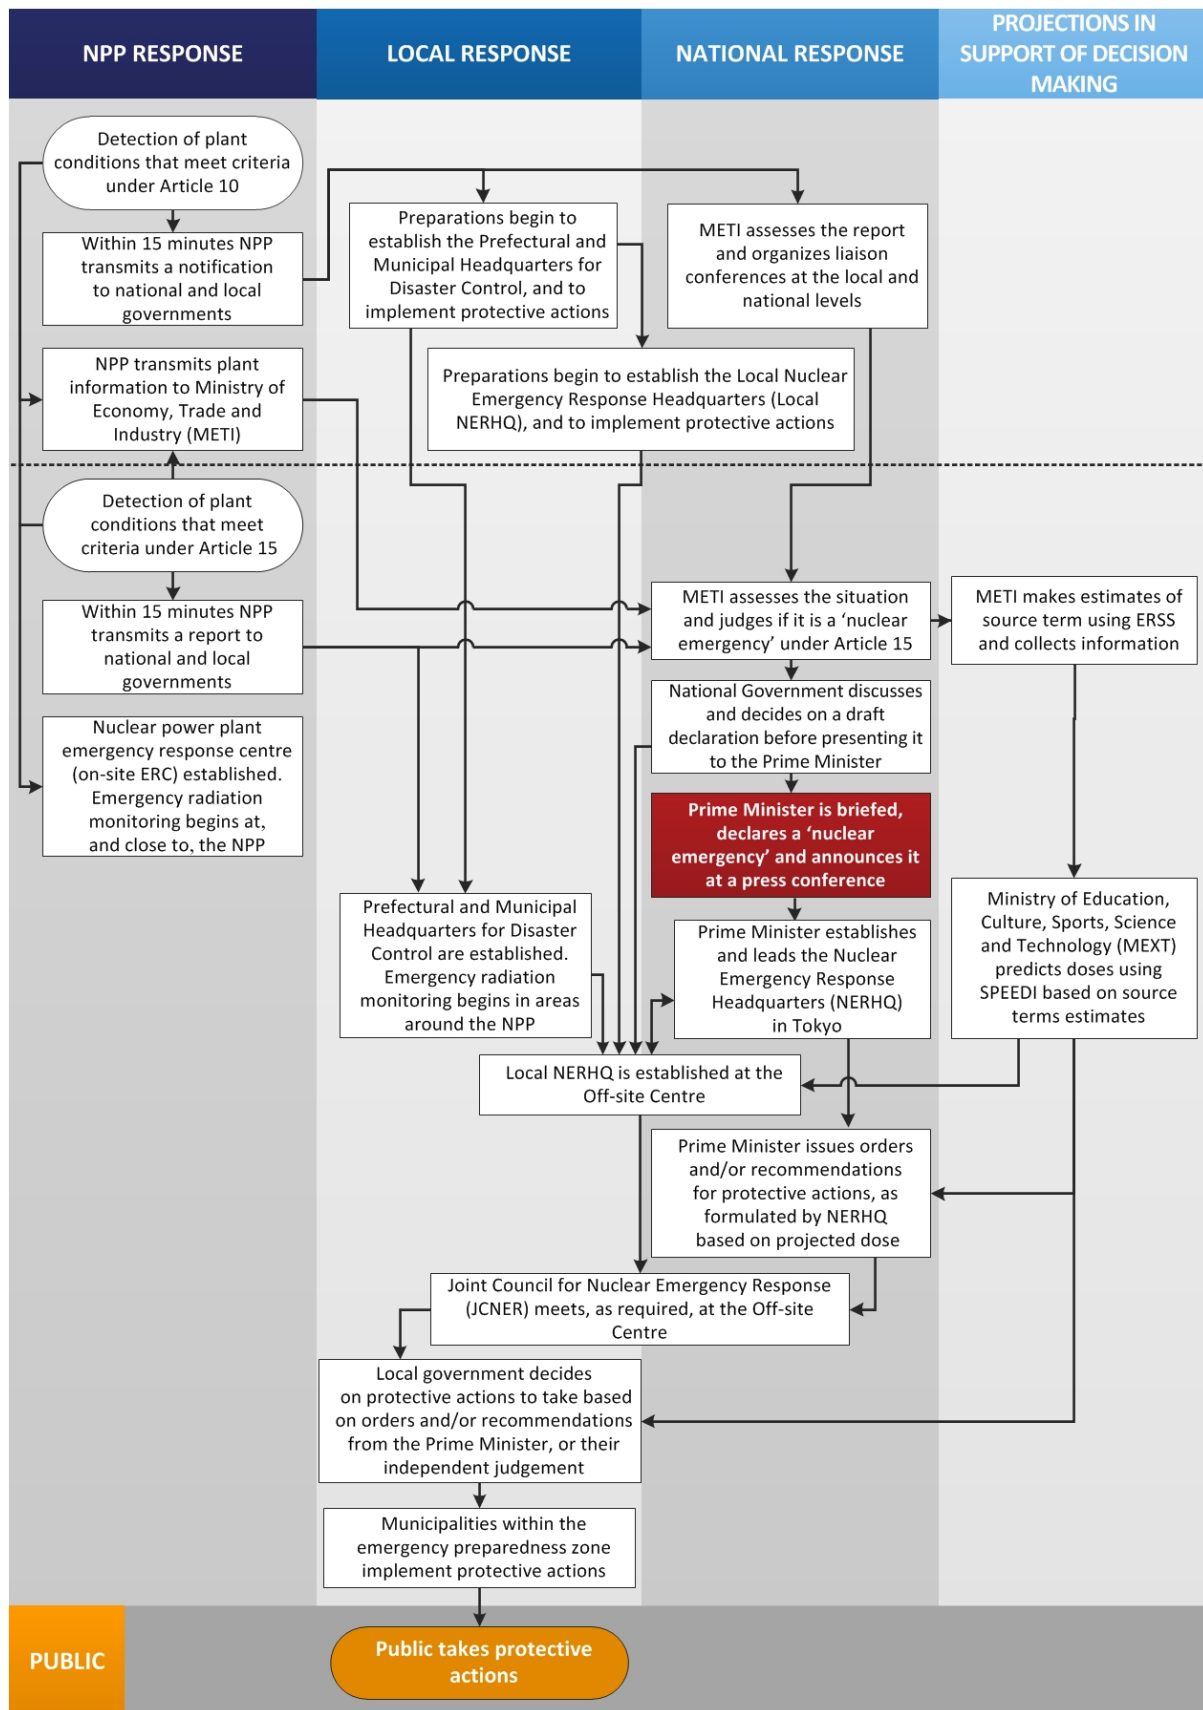 NPP RESPONSE
LOCAL RESPONSE
NATIONAL RESPONSE
PROJECTIONS IN
SUPPORT OF DECISION
MAKING
Detection of plant
conditions that meet criteria
under Article 10
Within 15 minutes NPP
transmits a notification
to national and local
governments
Preparations begin to
establish the Prefectural and
Municipal Headquarters for
Disaster Control, and to
implement protective actions
METI assesses the report
and organizes liaison
conferences at the local and
national levels
NPP transmits plant
information to Ministry of
Economy, Trade and
Industry (METI)
Preparations begin to establish the Local Nuclear
Emergency Response Headquarters (Local
NERHQ), and to implement protective actions
Detection of plant
conditions that meet
criteria under Article 15
Within 15 minutes NPP
transmits a report to
national and local
governments
METI assesses the situation
and judges if it is a ‘nuclear
emergency’ under Article 15
METI makes estimates of
source term using ERSS
and collects information
National Government discusses
and decides on a draft
declaration before presenting it
to the Prime Minister
Nuclear power plant
emergency response centre
(on-site ERC) established.
Emergency radiation
monitoring begins at,
and close to, the NPP
Prime Minister is briefed,
declares a ‘nuclear
emergency’ and announces it
at a press conference
Prefectural and Municipal
Headquarters for Disaster
Control are established.
Emergency radiation
monitoring begins in areas
around the NPP
Prime Minister establishes
and leads the Nuclear
Emergency Response
Headquarters (NERHQ)
in Tokyo
Ministry of Education,
Culture, Sports, Science
and Technology (MEXT)
predicts doses using
SPEEDI based on source
terms estimates
Local NERHQ is established at the
Off-site Centre
Prime Minister issues orders
and/or recommendations
for protective actions, as
formulated by NERHQ
based on projected dose
Joint Council for Nuclear Emergency Response
(JCNER) meets, as required, at the Off-site
Centre
Local government decides
on protective actions to take based
on orders and/or recommendations
from the Prime Minister, or their
independent judgement
Municipalities within the
emergency preparedness zone
implement protective actions
PUBLIC
Public takes protective
actions